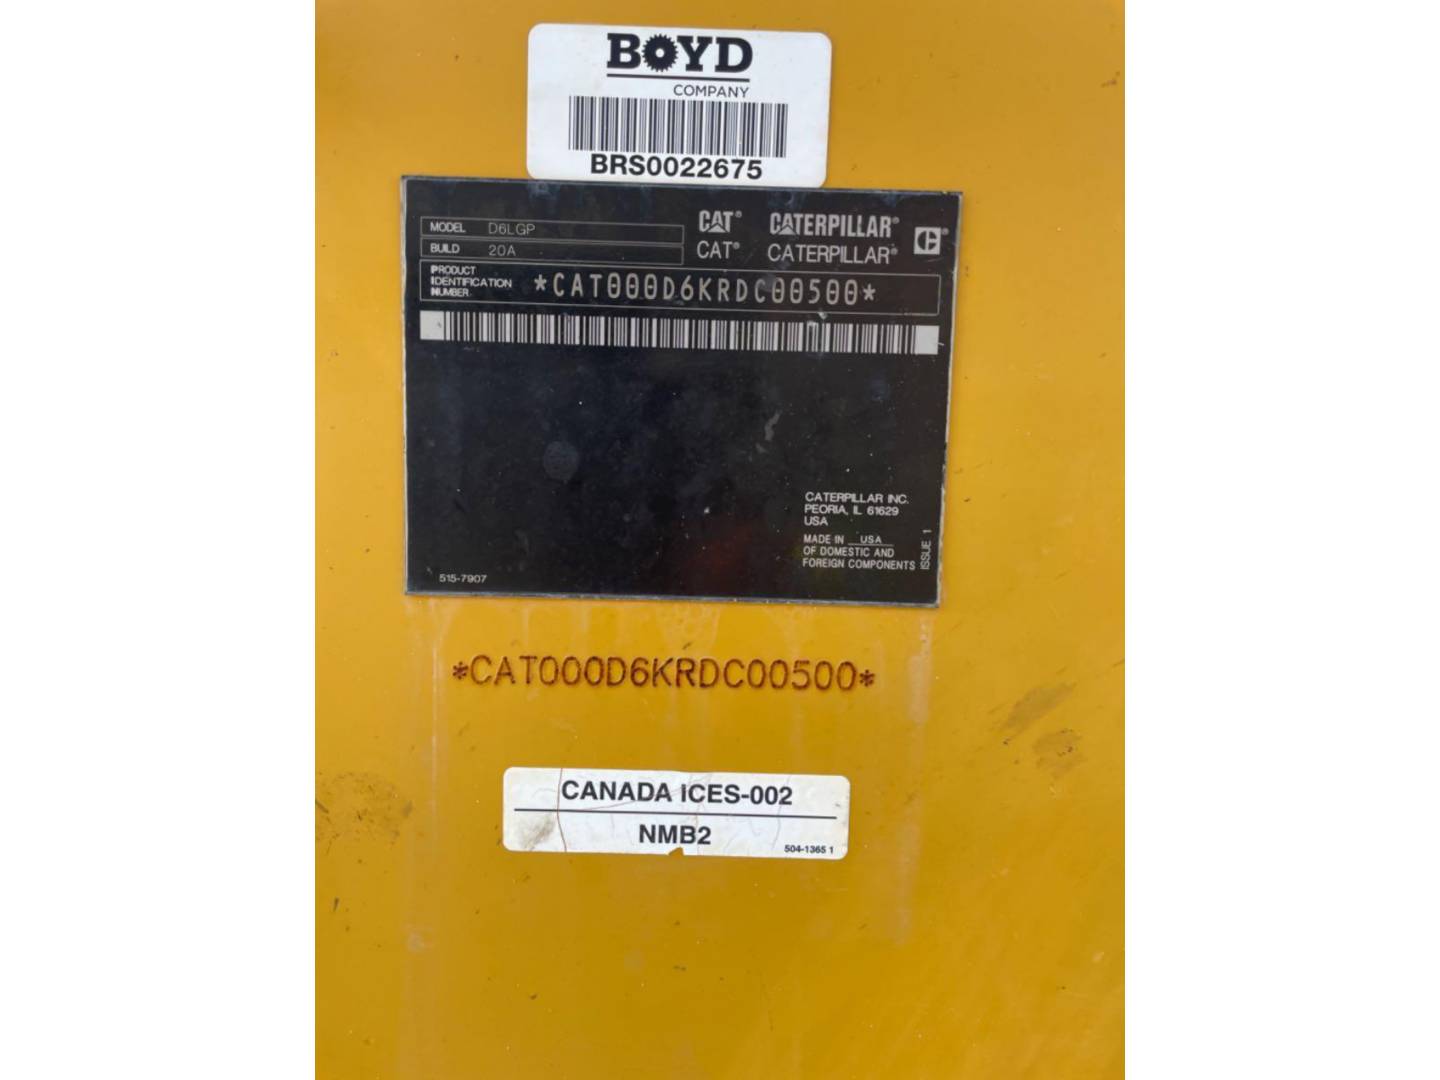 BOYD
COMPANY
BRS0022675
MODEL D6LGP
BUILD 20A
CAT® CATERPILLAR®
CAT® CATERPILLAR®
PRODUCT
IDENTIFICATION
NUMBER
*CAT000D6KRDC00500*
CATERPILLAR INC.
PEORIA, IL 61629
USA
MADE IN USA
OF DOMESTIC AND
FOREIGN COMPONENTS
ISSUE 1
515-7907
*CAT000D6KRDC00500*
CANADA ICES-002
NMB2
504-1365 1